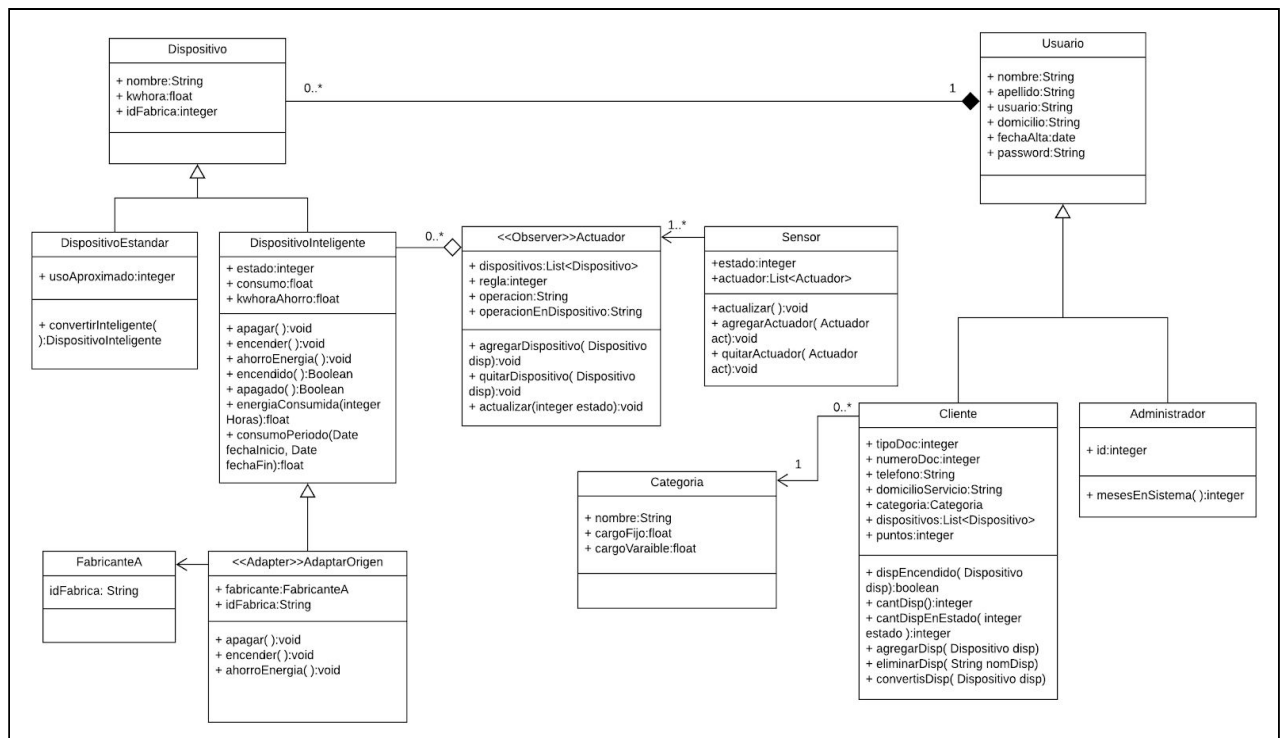 Dispositivo
+ nombre:String
+ kwhora:float
+ idFabrica:integer
0..*
1
Usuario
+ nombre:String
+ apellido:String
+ usuario:String
+ domicilio:String
+ fechaAlta:date
+ password:String
DispositivoEstandar
+ usoAproximado:integer
+ convertirInteligente(
):DispositivoInteligente
DispositivoInteligente
+ estado:integer
+ consumo:float
+ kwhoraAhorro:float
+ apagar( ):void
+ encender( ):void
+ ahorroEnergia( ):void
+ encendido( ):Boolean
+ apagado( ):Boolean
+ energiaConsumida(integer
Horas):float
+ consumoPeriodo(Date
fechaInicio, Date
fechaFin):float
0..*
<<Observer>>Actuador
+ dispositivos:List<Dispositivo>
+ regla:integer
+ operacion:String
+ operacionEnDispositivo:String
+ agregarDispositivo( Dispositivo
disp):void
+ quitarDispositivo( Dispositivo
disp):void
+ actualizar(integer estado):void
1..*
Sensor
+estado:integer
+actuador:List<Actuador>
+actualizar( ):void
+ agregarActuador( Actuador
act):void
+ quitarActuador( Actuador
act):void
FabricanteA
idFabrica: String
<<Adapter>>AdaptarOrigen
+ fabricante:FabricanteA
+ idFabrica:String
+ apagar( ):void
+ encender( ):void
+ ahorroEnergia( ):void
Categoria
+ nombre:String
+ cargoFijo:float
+ cargoVaraible:float
1
0..*
Cliente
+ tipoDoc:integer
+ numeroDoc:integer
+ telefono:String
+ domicilioServicio:String
+ categoria:Categoria
+ dispositivos:List<Dispositivo>
+ puntos:integer
+ dispEncendido( Dispositivo
disp):boolean
+ cantDisp():integer
+ cantDispEnEstado( integer
estado ):integer
+ agregarDisp( Dispositivo disp)
+ eliminarDisp( String nomDisp)
+ convertisDisp( Dispositivo disp)
Administrador
+ id:integer
+ mesesEnSistema( ):integer